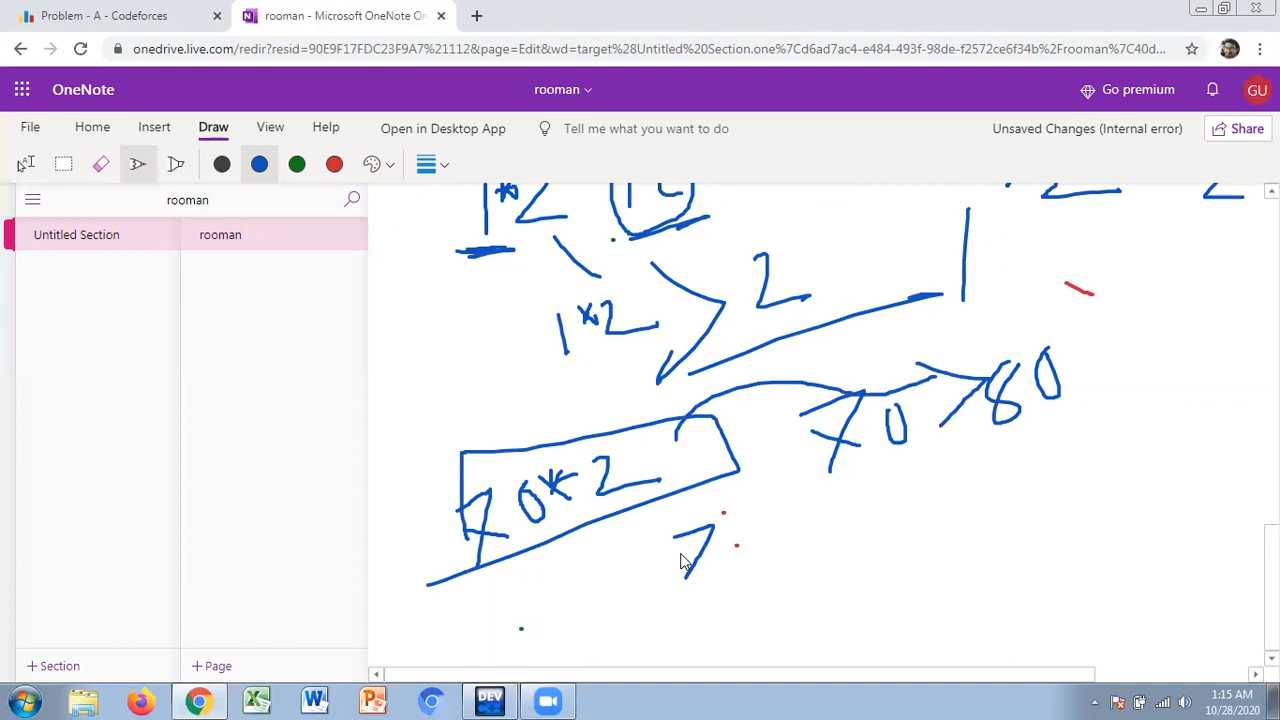 Problem - A - Codeforces
rooman - Microsoft OneNote On
onedrive.live.com/redir?resid=90E9F17FDC23F9A7%21112&page=Edit&wd=target%28Untitled%20Section.one%7Cd6ad7ac4-e484-493f-98de-f2572ce6f34b%2Frooman%7C40d...
OneNote
rooman
Go premium
GU
File Home Insert Draw View Help Open in Desktop App Tell me what you want to do Unsaved Changes (Internal error) Share
rooman
Untitled Section
rooman
1*2
2
1*2
70
80
70*2
7
+ Section
+ Page
DEV
1:15 AM
10/28/2020